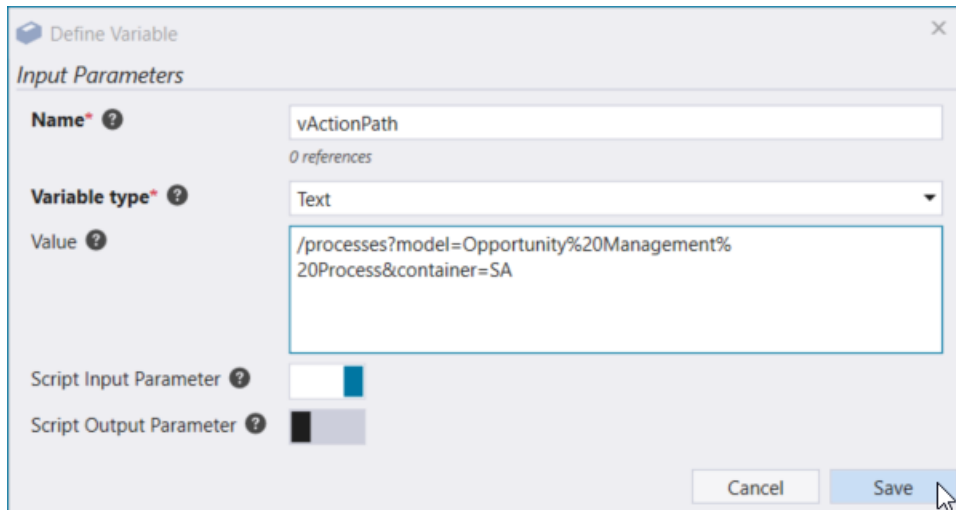 Define Variable
Input Parameters
Name* ?
vActionPath
0 references
Variable type* ?
Text
Value ?
/processes?model=Opportunity%20Management%
20Process&container=SA
Script Input Parameter ?
Script Output Parameter ?
Cancel
Save